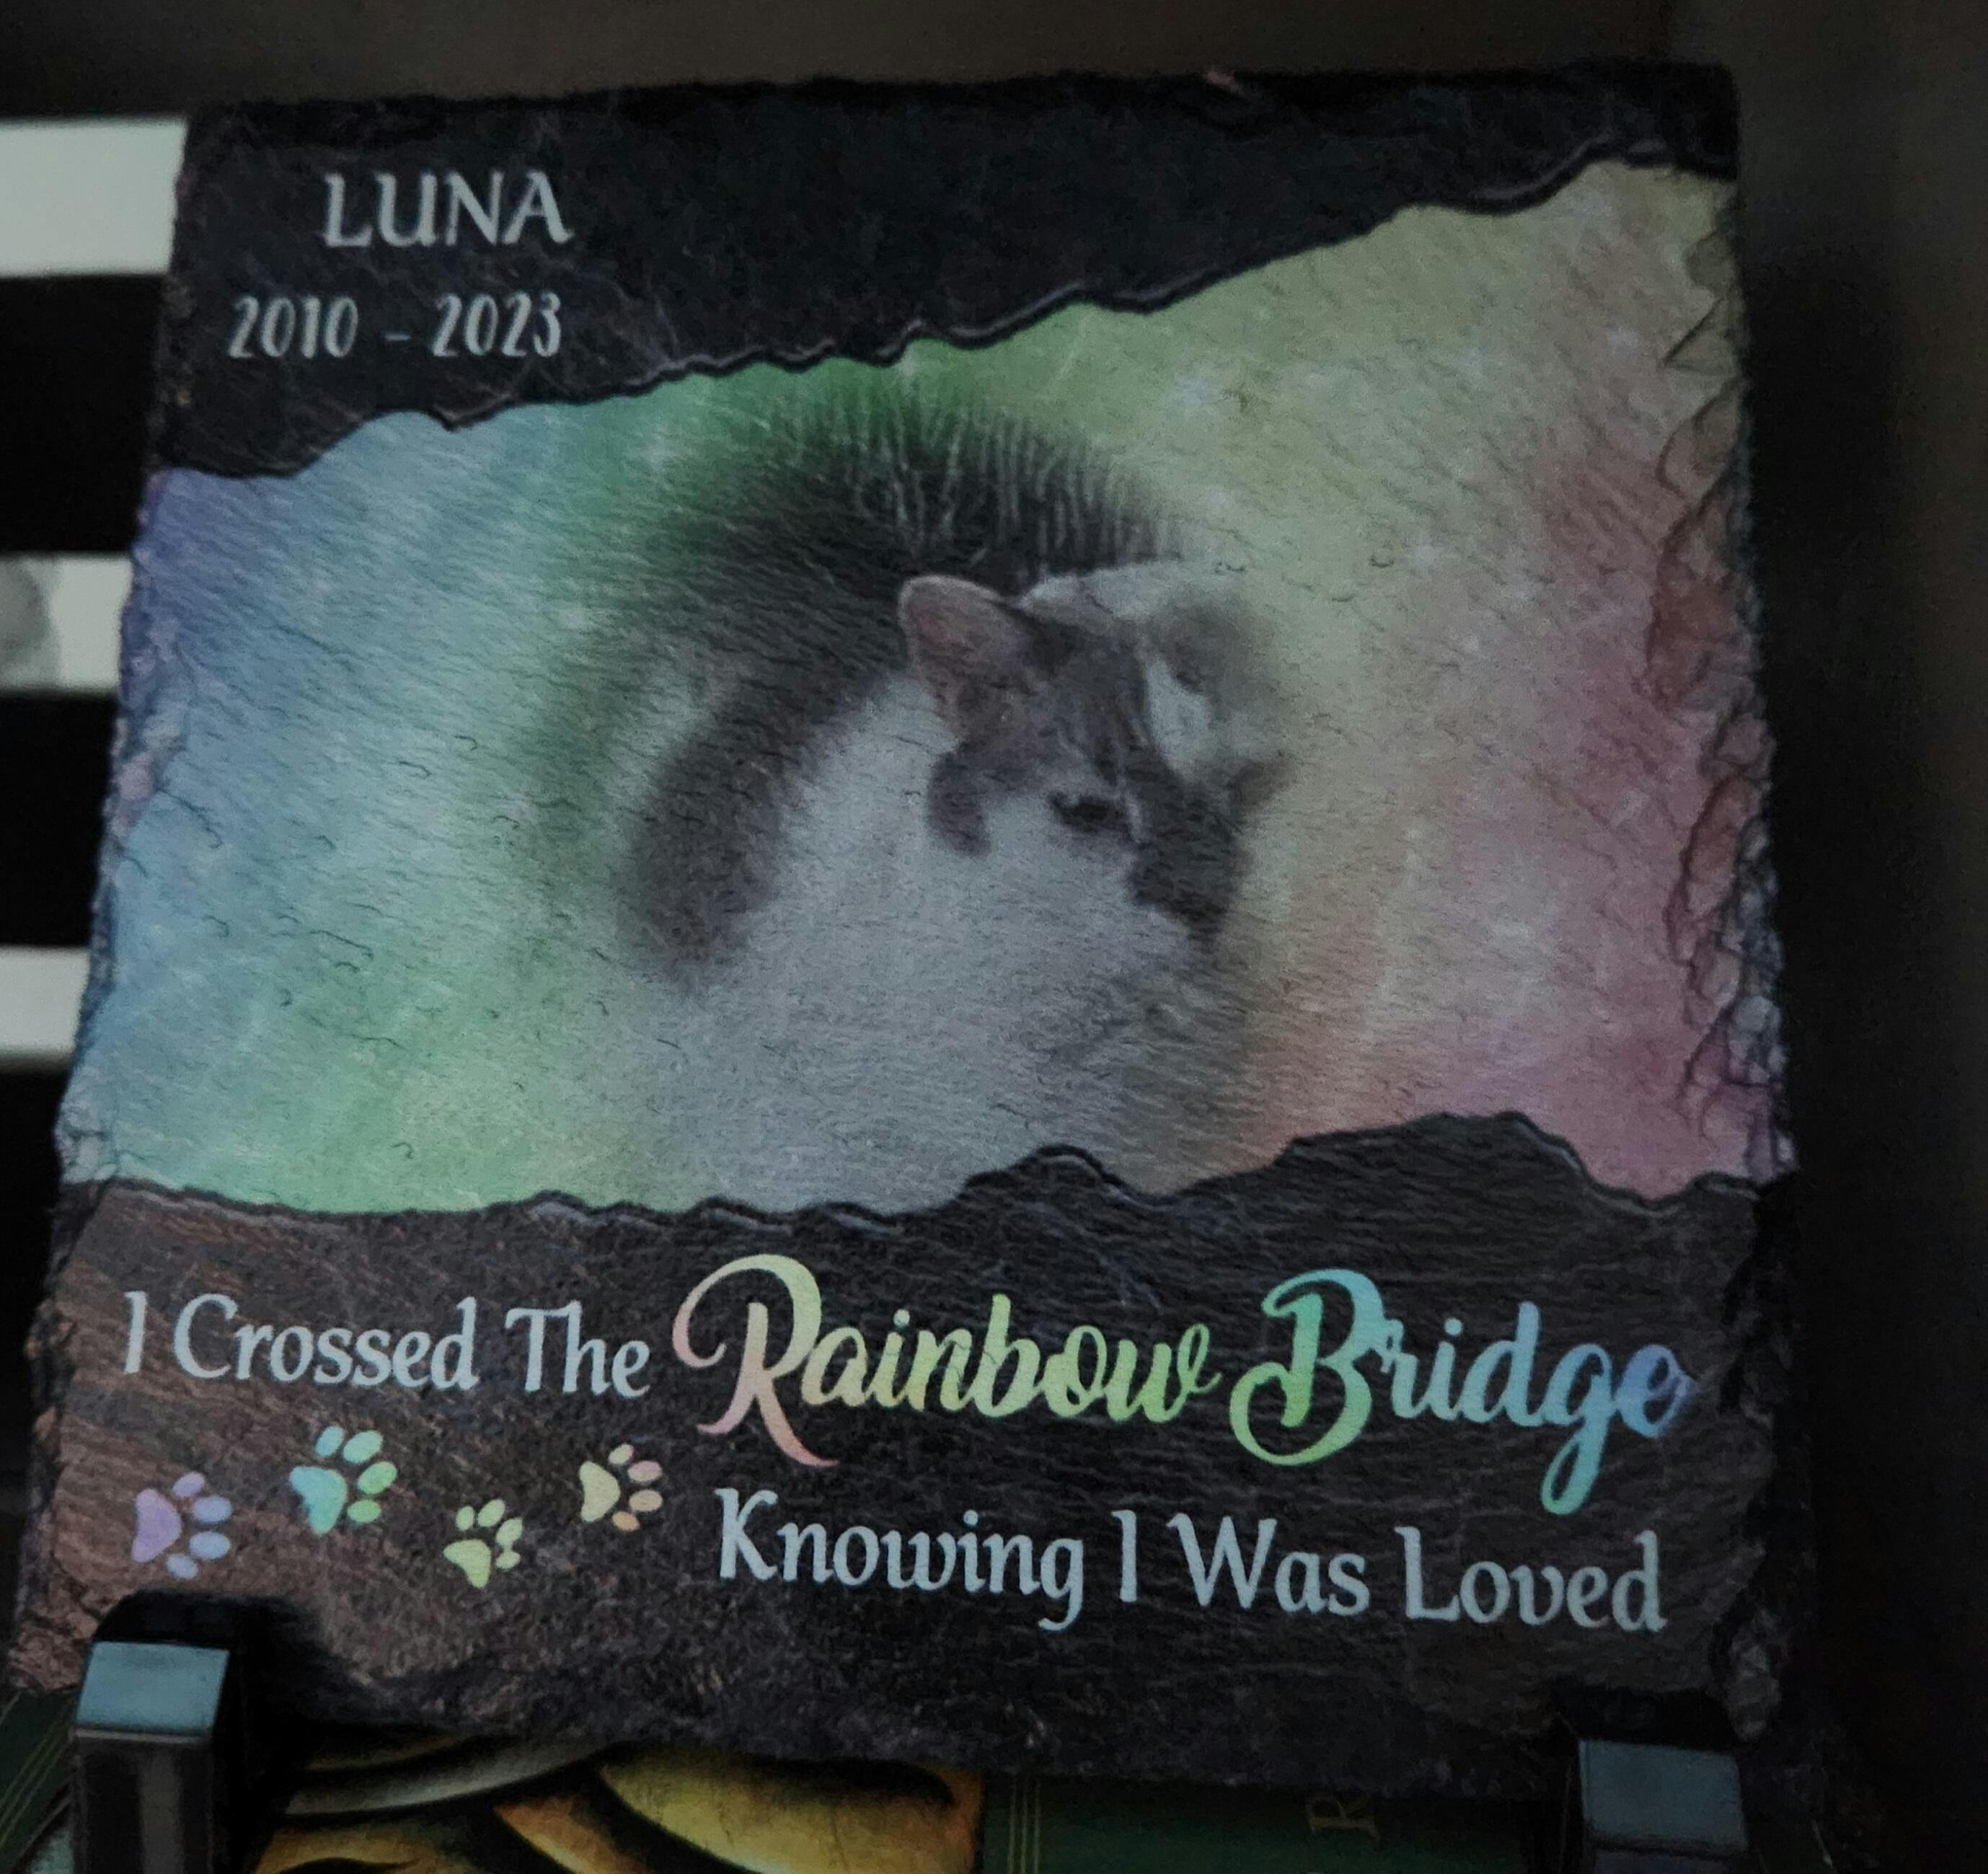 LUNA
2010 - 2023
I Crossed The Rainbow Bridge
Knowing I Was Loved